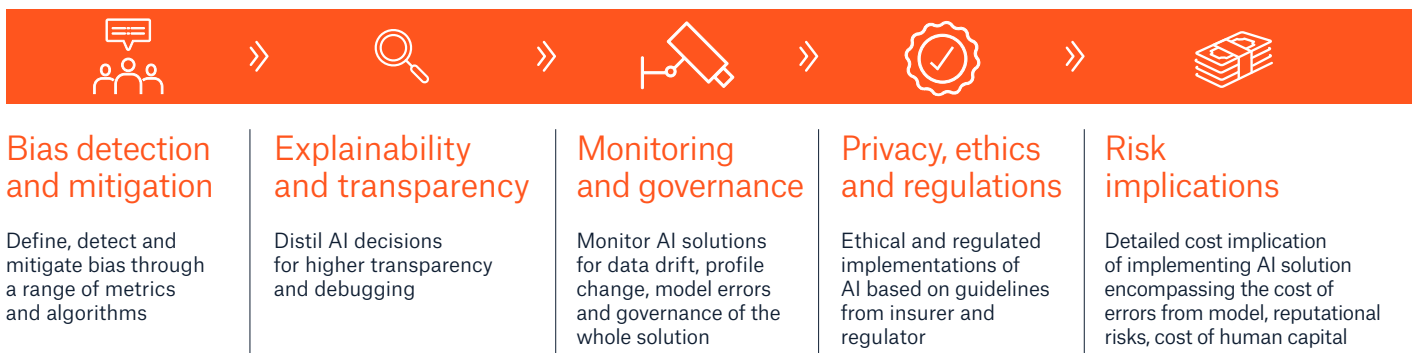 Bias detection
and mitigation
Define, detect and
mitigate bias through
a range of metrics
and algorithms
Explainability
and transparency
Distil AI decisions
for higher transparency
and debugging
Monitoring
and governance
Monitor AI solutions
for data drift, profile
change, model errors
and governance of the
whole solution
Privacy, ethics
and regulations
Ethical and regulated
implementations of
AI based on guidelines
from insurer and
regulator
Risk
implications
Detailed cost implication
of implementing AI solution
encompassing the cost of
errors from model, reputational
risks, cost of human capital